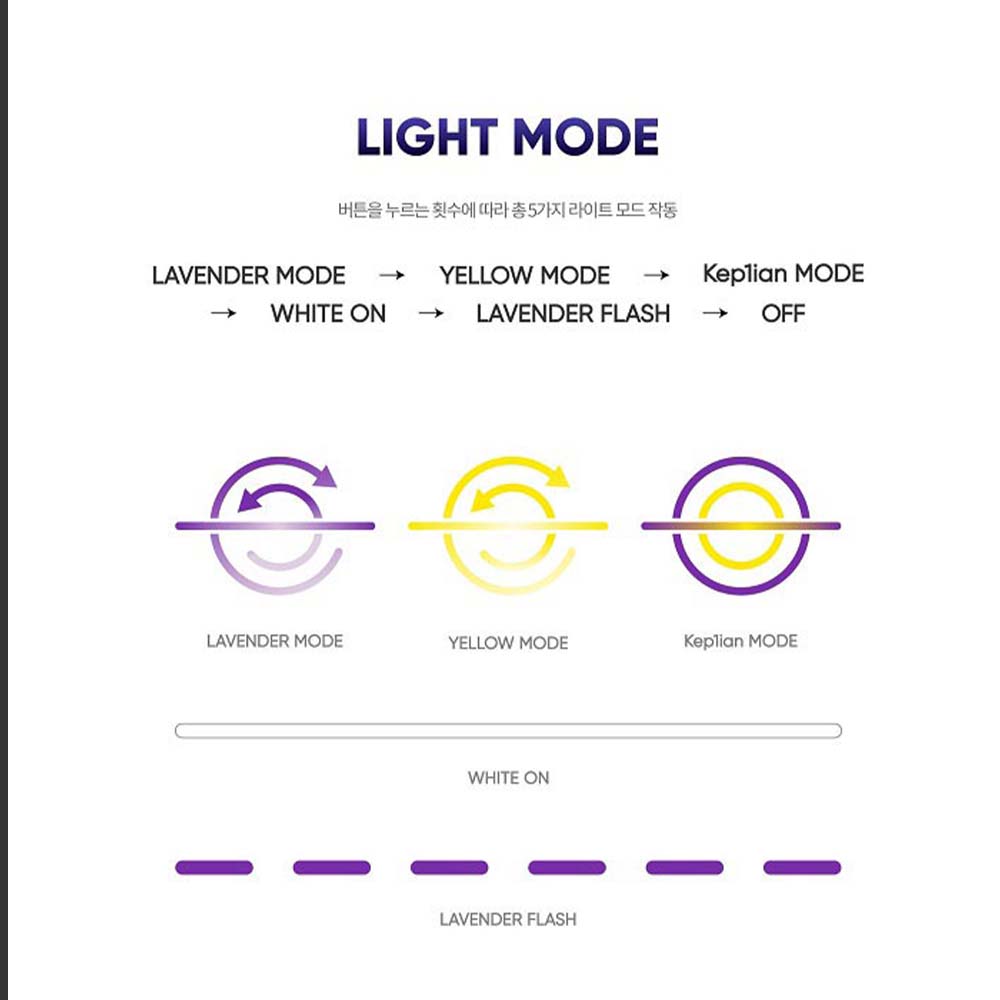 LIGHT MODE
버튼을 누르는 횟수에 따라 총 5가지 라이트 모드 작동
LAVENDER MODE → YELLOW MODE → Kep1ian MODE
→ WHITE ON → LAVENDER FLASH → OFF
LAVENDER MODE YELLOW MODE Kep1ian MODE
WHITE ON
LAVENDER FLASH